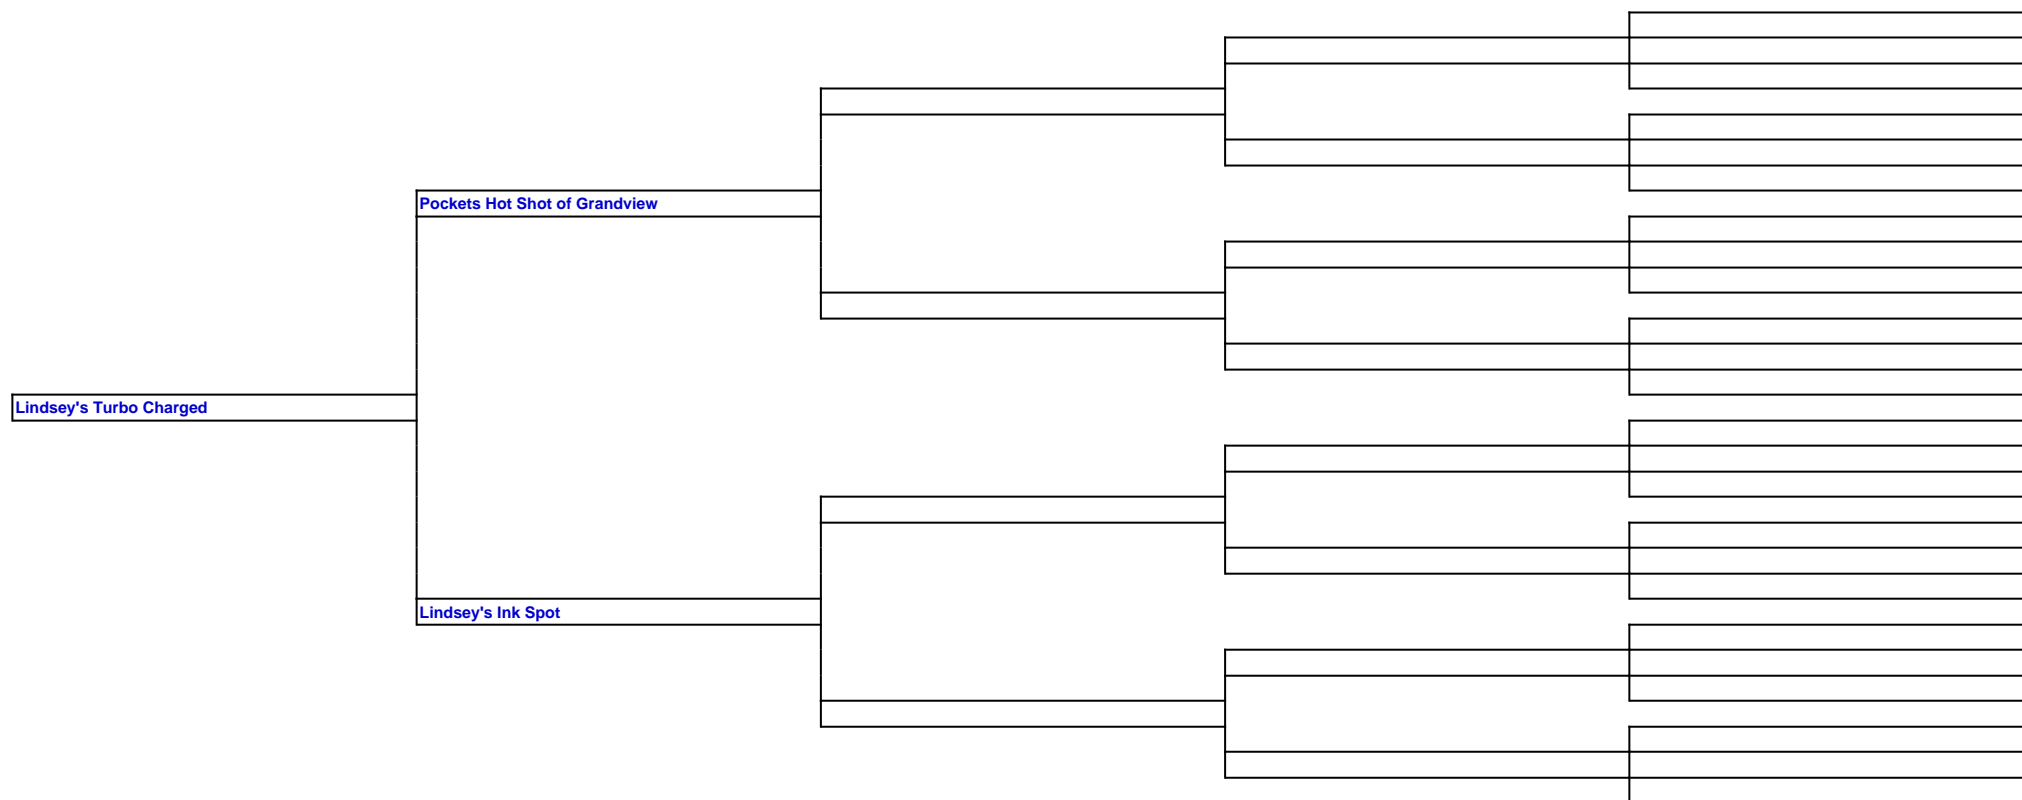 Pockets Hot Shot of Grandview
Lindsey's Turbo Charged
Lindsey's Ink Spot